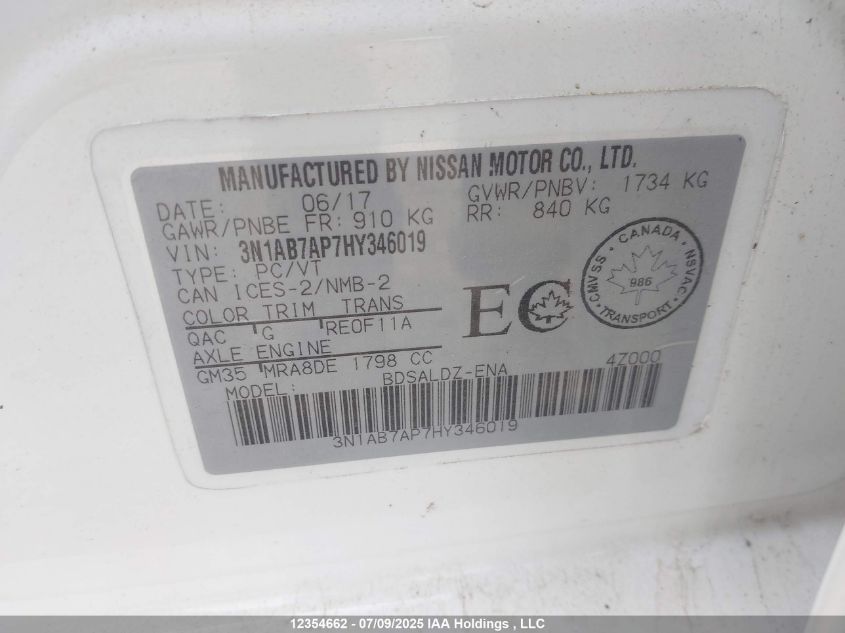 MANUFACTURED BY NISSAN MOTOR CO., LTD.
DATE: 06/17 GVWR/PNBV: 1734 KG
GAWR/PNBE FR: 910 KG RR: 840 KG
VIN: 3N1AB7AP7HY346019
TYPE: PC/VT
CAN ICES-2/NMB-2
COLOR TRIM TRANS
QAC G RE0F11A
AXLE ENGINE
GM35 MRA8DE 1798 CC
MODEL: BDSALDZ-ENA 47000
3N1AB7AP7HY346019
EC
CANADA
CMVSS
NSVAC
986
TRANSPORT
12354662 - 07/09/2025 IAA Holdings , LLC